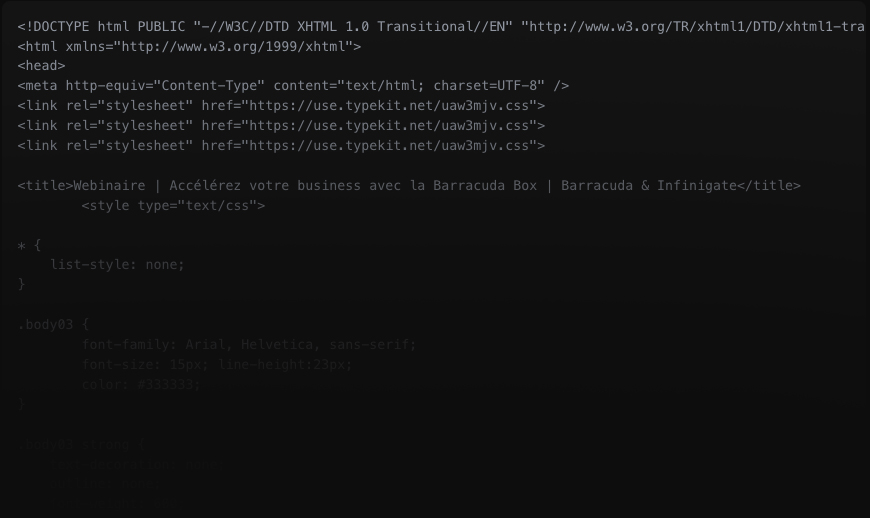 <!DOCTYPE html PUBLIC "-//W3C//DTD XHTML 1.0 Transitional//EN" "http://www.w3.org/TR/xhtml1/DTD/xhtml1-tra
<html xmlns="http://www.w3.org/1999/xhtml">
<head>
<meta http-equiv="Content-Type" content="text/html; charset=UTF-8" />
<link rel="stylesheet" href="https://use.typekit.net/uaw3mjv.css">
<link rel="stylesheet" href="https://use.typekit.net/uaw3mjv.css">
<link rel="stylesheet" href="https://use.typekit.net/uaw3mjv.css">
<title>Webinaire | Accélérez votre business avec la Barracuda Box | Barracuda & Infinigate</title>
<style type="text/css">
* {
list-style: none;
}
.body03 {
font-family: Arial, Helvetica, sans-serif;
font-size: 15px; line-height:23px;
color: #333333;
}